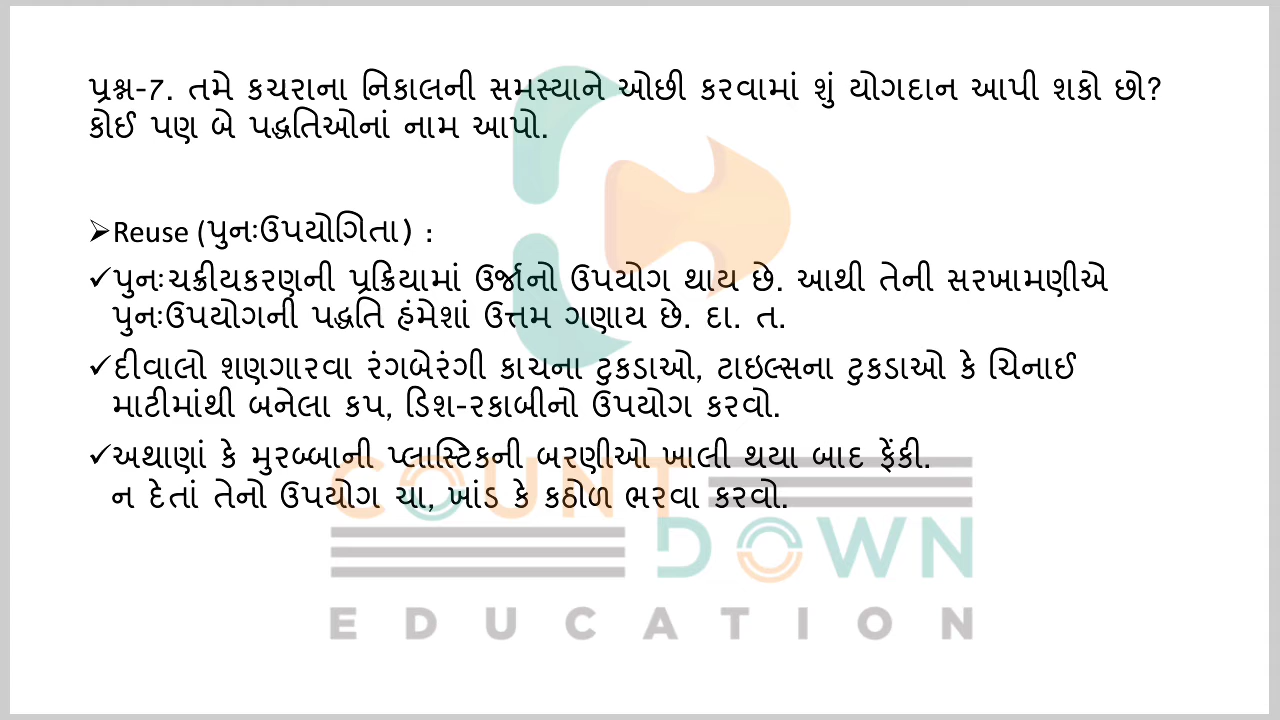 પ્રશ્ન-7. તમે કચરાના નિકાલની સમસ્યાને ઓછી કરવામાં શું યોગદાન આપી શકો છો?
કોઈ પણ બે પદ્ધતિઓનાં નામ આપો.
➢Reuse (પુનઃઉપયોગિતા) :
✓પુનઃચક્રીયકરણની પ્રક્રિયામાં ઉર્જાનો ઉપયોગ થાય છે. આથી તેની સરખામણીએ
પુનઃઉપયોગની પદ્ધતિ હંમેશાં ઉત્તમ ગણાય છે. દા. ત.
✓દીવાલો શણગારવા રંગબેરંગી કાચના ટુકડાઓ, ટાઇલ્સના ટુકડાઓ કે ચિનાઈ
માટીમાંથી બનેલા કપ, ડિશ-રકાબીનો ઉપયોગ કરવો.
✓અથાણાં કે મુરબ્બાની પ્લાસ્ટિકની બરણીઓ ખાલી થયા બાદ ફેંકી.
ન દેતાં તેનો ઉપયોગ ચા, ખાંડ કે કઠોળ ભરવા કરવો.
COUNT
DOWN
EDUCATION